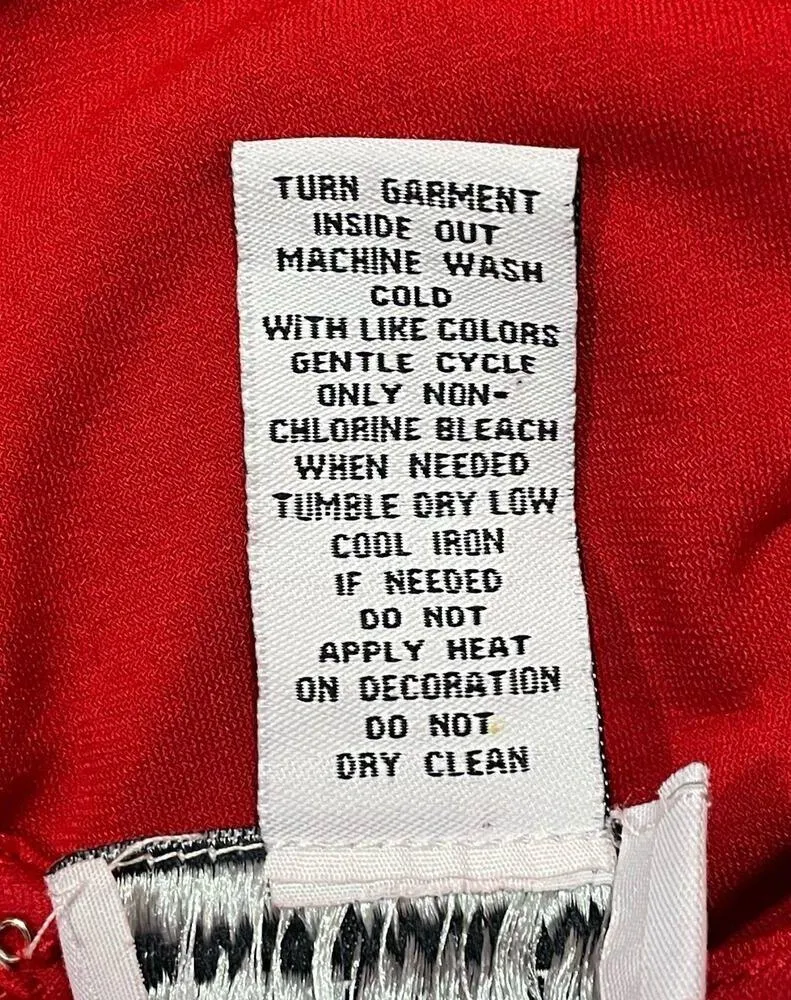 TURN GARMENT
INSIDE OUT
MACHINE WASH
COLD
WITH LIKE COLORS
GENTLE CYCLE
ONLY NON-
CHLORINE BLEACH
WHEN NEEDED
TUMBLE DRY LOW
COOL IRON
IF NEEDED
DO NOT
APPLY HEAT
ON DECORATION
DO NOT
DRY CLEAN